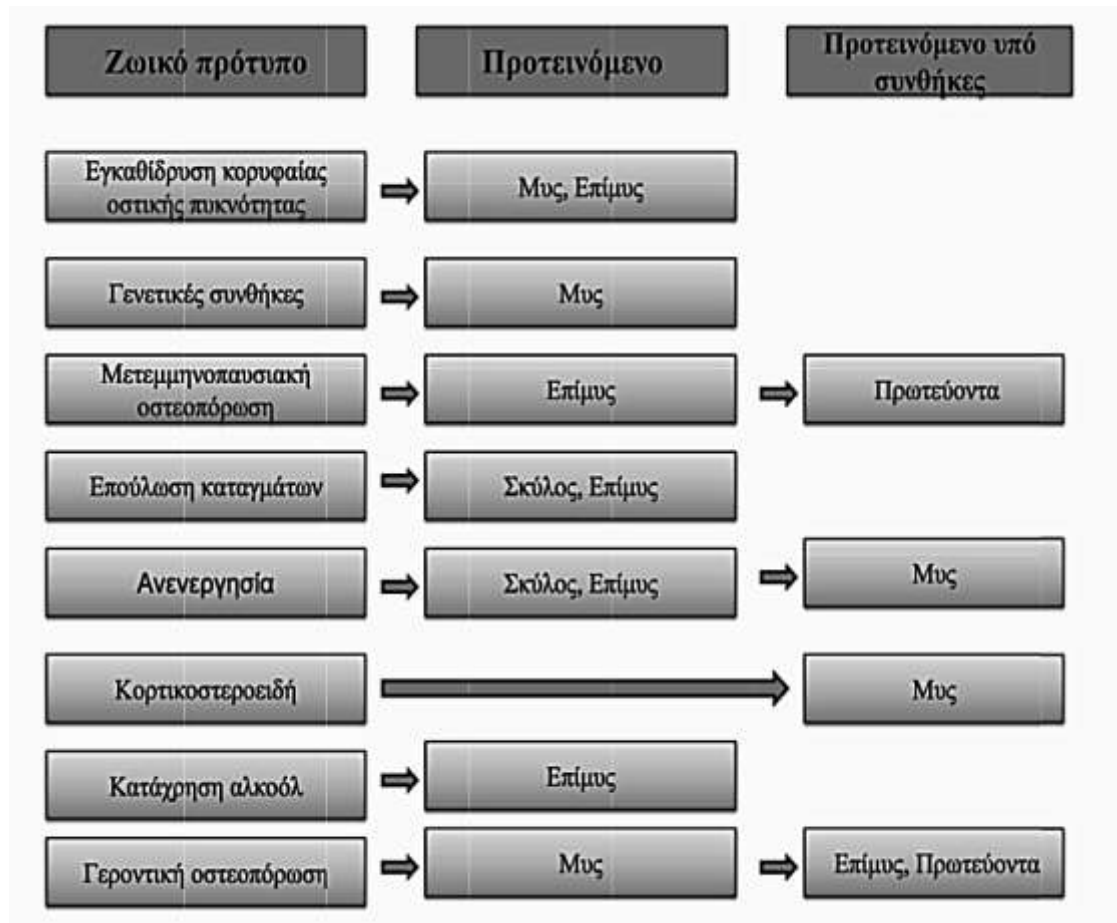 Ζωικό πρότυπο
Προτεινόμενο
Προτεινόμενο υπό
συνθήκες
Εγκαθίδρυση κορυφαίας
οστικής πυκνότητας
Μυς, Επίμυς
Γενετικές συνθήκες
Μυς
Μετεμμηνοπαυσιακή
οστεοπόρωση
Επίμυς
Πρωτεύοντα
Επούλωση καταγμάτων
Σκύλος, Επίμυς
Ανενεργησία
Σκύλος, Επίμυς
Μυς
Κορτικοστεροειδή
Μυς
Κατάχρηση αλκοόλ
Επίμυς
Γεροντική οστεοπόρωση
Μυς
Επίμυς, Πρωτεύοντα